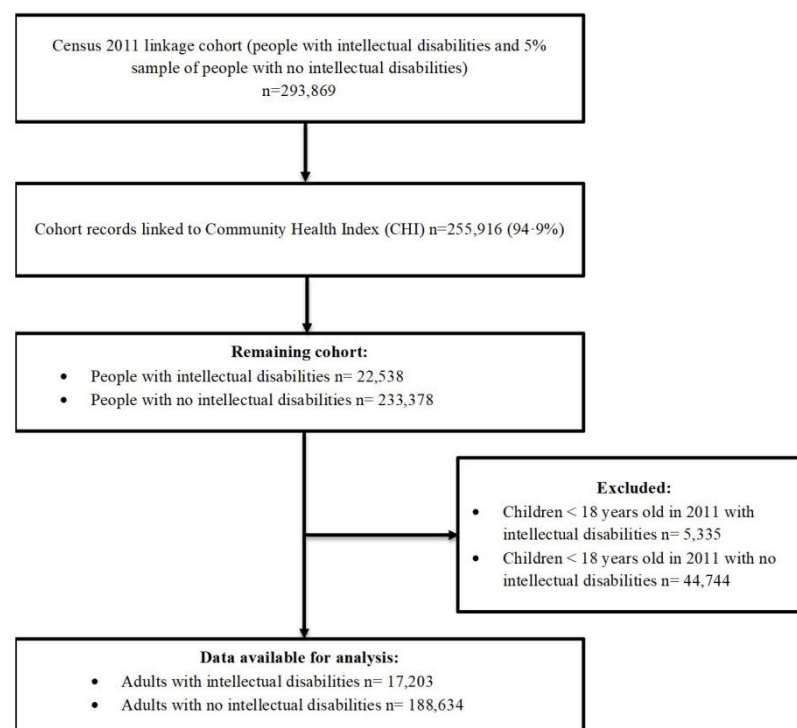 Census 2011 linkage cohort (people with intellectual disabilities and 5%
sample of people with no intellectual disabilities)
n=293,869
Cohort records linked to Community Health Index (CHI) n=255,916 (94·9%)
Remaining cohort:
• People with intellectual disabilities n= 22,538
• People with no intellectual disabilities n= 233,378
Excluded:
• Children < 18 years old in 2011 with
intellectual disabilities n= 5,335
• Children < 18 years old in 2011 with no
intellectual disabilities n= 44,744
Data available for analysis:
• Adults with intellectual disabilities n= 17,203
• Adults with no intellectual disabilities n= 188,634